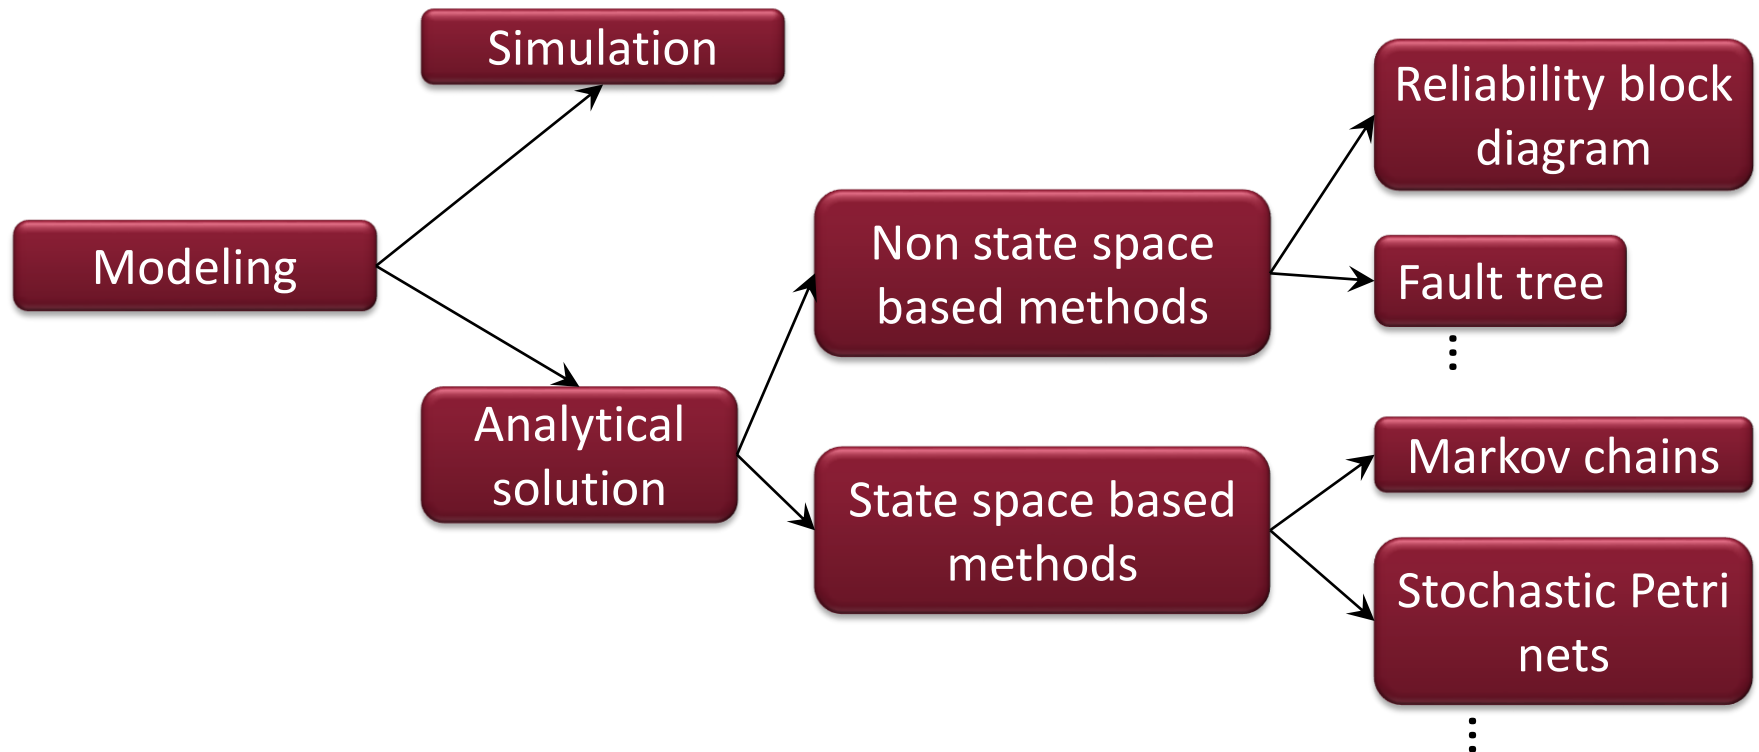 Simulation
Modeling
Analytical
solution
Non state space
based methods
State space based
methods
Reliability block
diagram
Fault tree
⋮
Markov chains
Stochastic Petri
nets
⋮